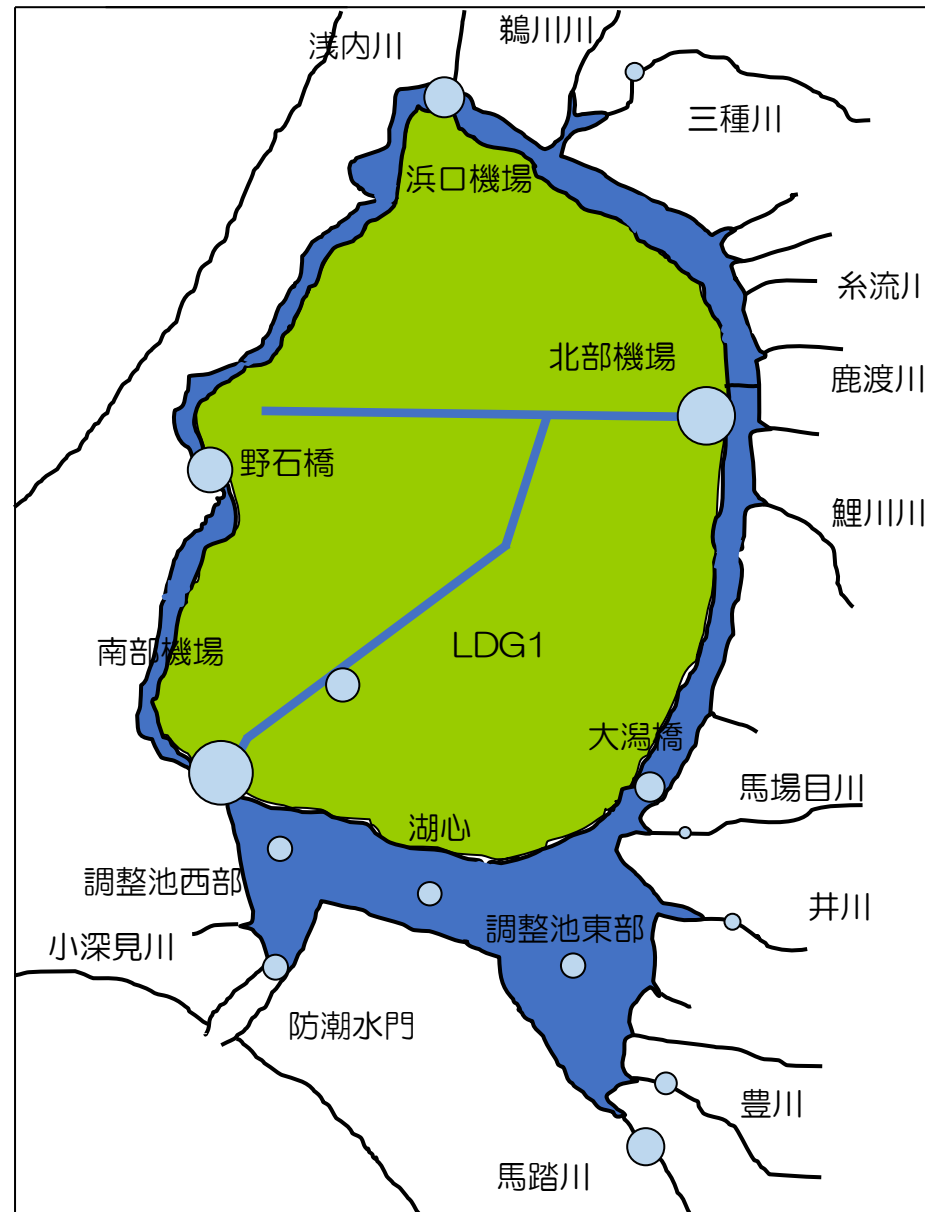 浅内川
鵜川川
三種川
浜口機場
糸流川
北部機場
鹿渡川
野石橋
鯉川川
南部機場
LDG1
大潟橋
馬場目川
湖心
調整池西部
井川
調整池東部
小深見川
防潮水門
豊川
馬踏川